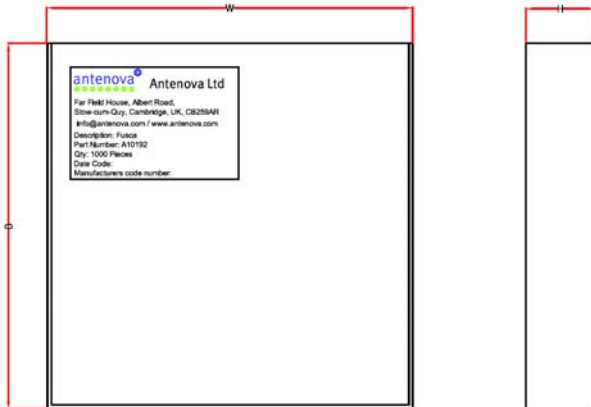 W
H
antenova
Antenova Ltd
Far Field House, Albert Road,
Stow-cum-Quy, Cambridge, UK, CB259AR
info@antenova.com / www.antenova.com
Description: Fusca
Part Number: A10192
Qty: 1000 Pieces
Date Code:
Manufacturers code number:
D